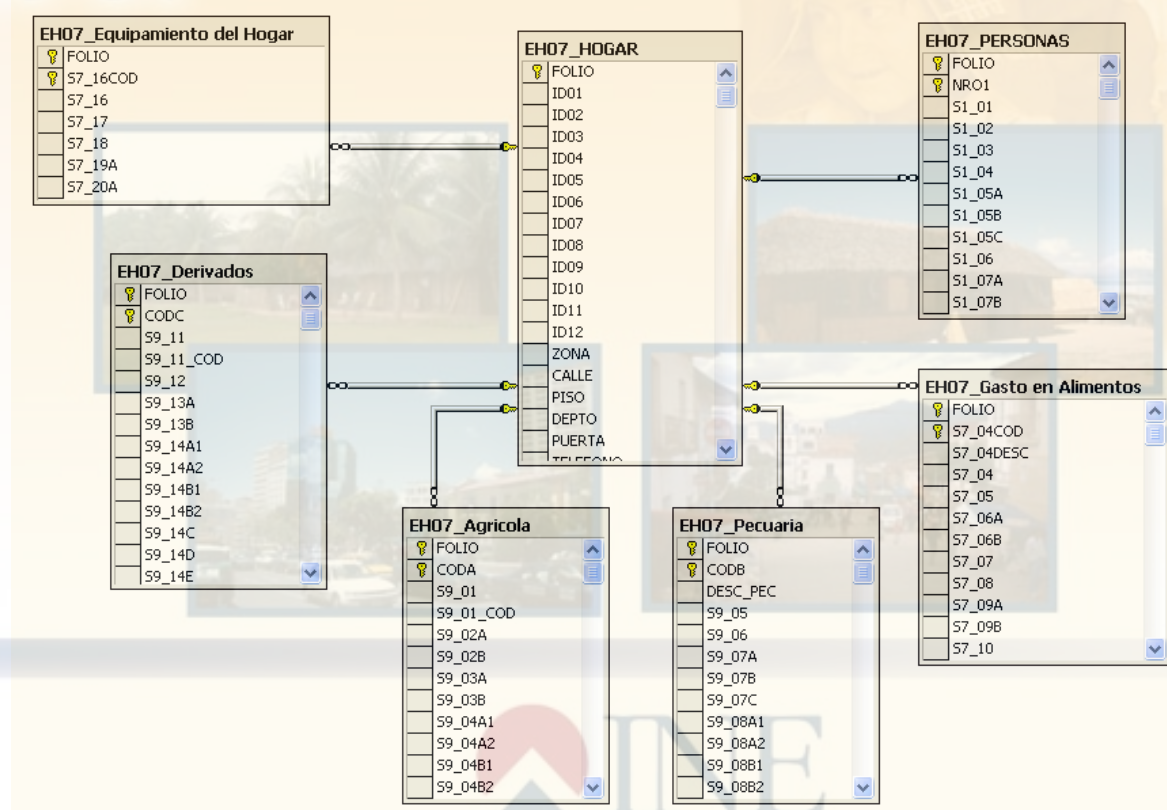 EH07_Equipamiento del Hogar
FOLIO
S7_16COD
S7_16
S7_17
S7_18
S7_19A
S7_20A
EH07_HOGAR
FOLIO
ID01
ID02
ID03
ID04
ID05
ID06
ID07
ID08
ID09
ID10
ID11
ID12
ZONA
CALLE
PISO
DEPTO
PUERTA
TELEFONO
EH07_PERSONAS
FOLIO
NRO1
S1_01
S1_02
S1_03
S1_04
S1_05A
S1_05B
S1_05C
S1_06
S1_07A
S1_07B
EH07_Derivados
FOLIO
CODC
S9_11
S9_11_COD
S9_12
S9_13A
S9_13B
S9_14A1
S9_14A2
S9_14B1
S9_14B2
S9_14C
S9_14D
S9_14E
EH07_Gasto en Alimentos
FOLIO
S7_04COD
S7_04DESC
S7_04
S7_05
S7_06A
S7_06B
S7_07
S7_08
S7_09A
S7_09B
S7_10
EH07_Agricola
FOLIO
CODA
S9_01
S9_01_COD
S9_02A
S9_02B
S9_03A
S9_03B
S9_04A1
S9_04A2
S9_04B1
S9_04B2
EH07_Pecuaria
FOLIO
CODB
DESC_PEC
S9_05
S9_06
S9_07A
S9_07B
S9_07C
S9_08A1
S9_08A2
S9_08B1
S9_08B2
INE